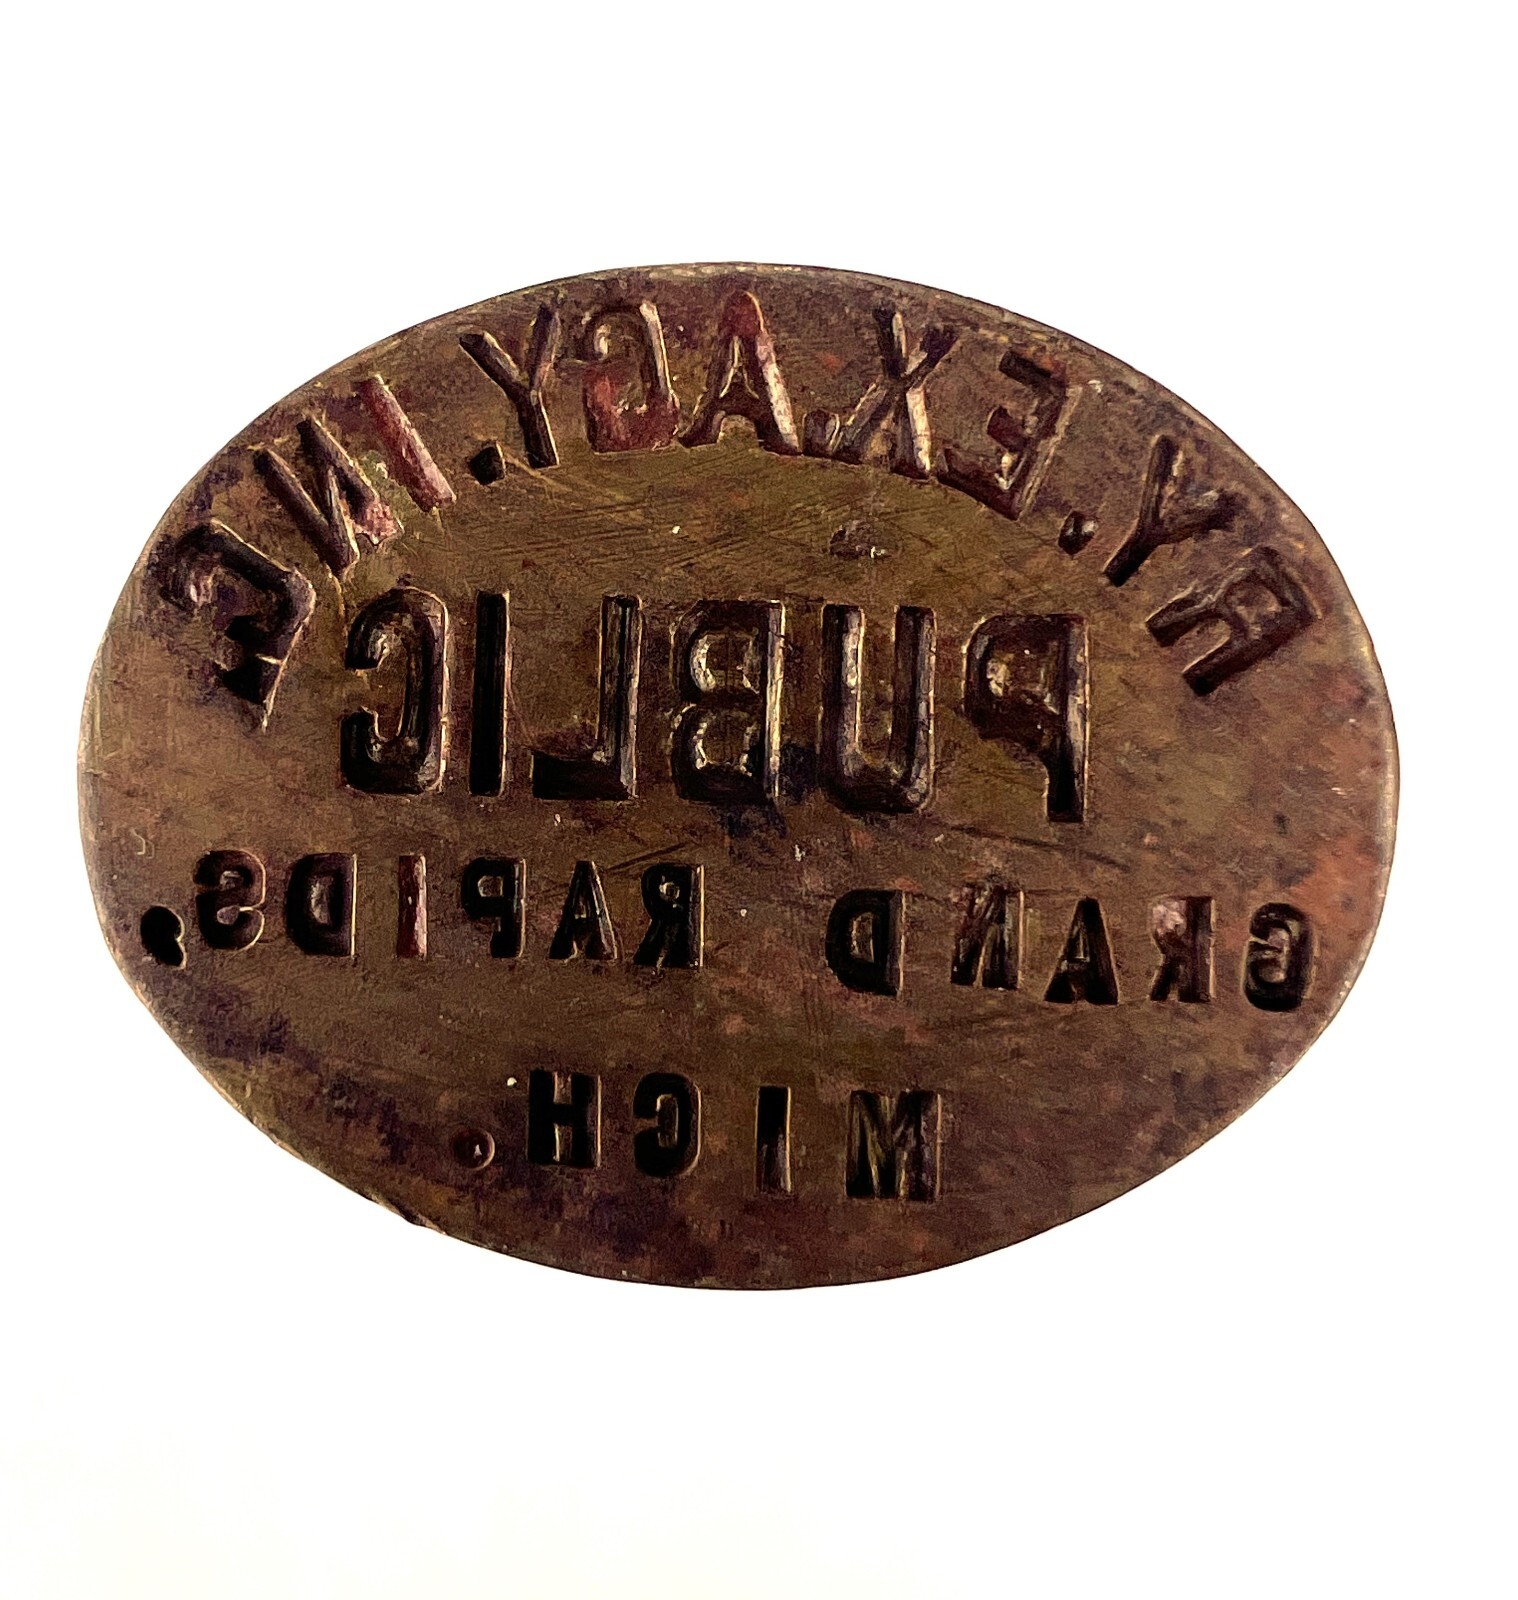 RY.EX.AGY.INC
PUBLIC
GRAND RAPIDS,
MICH.